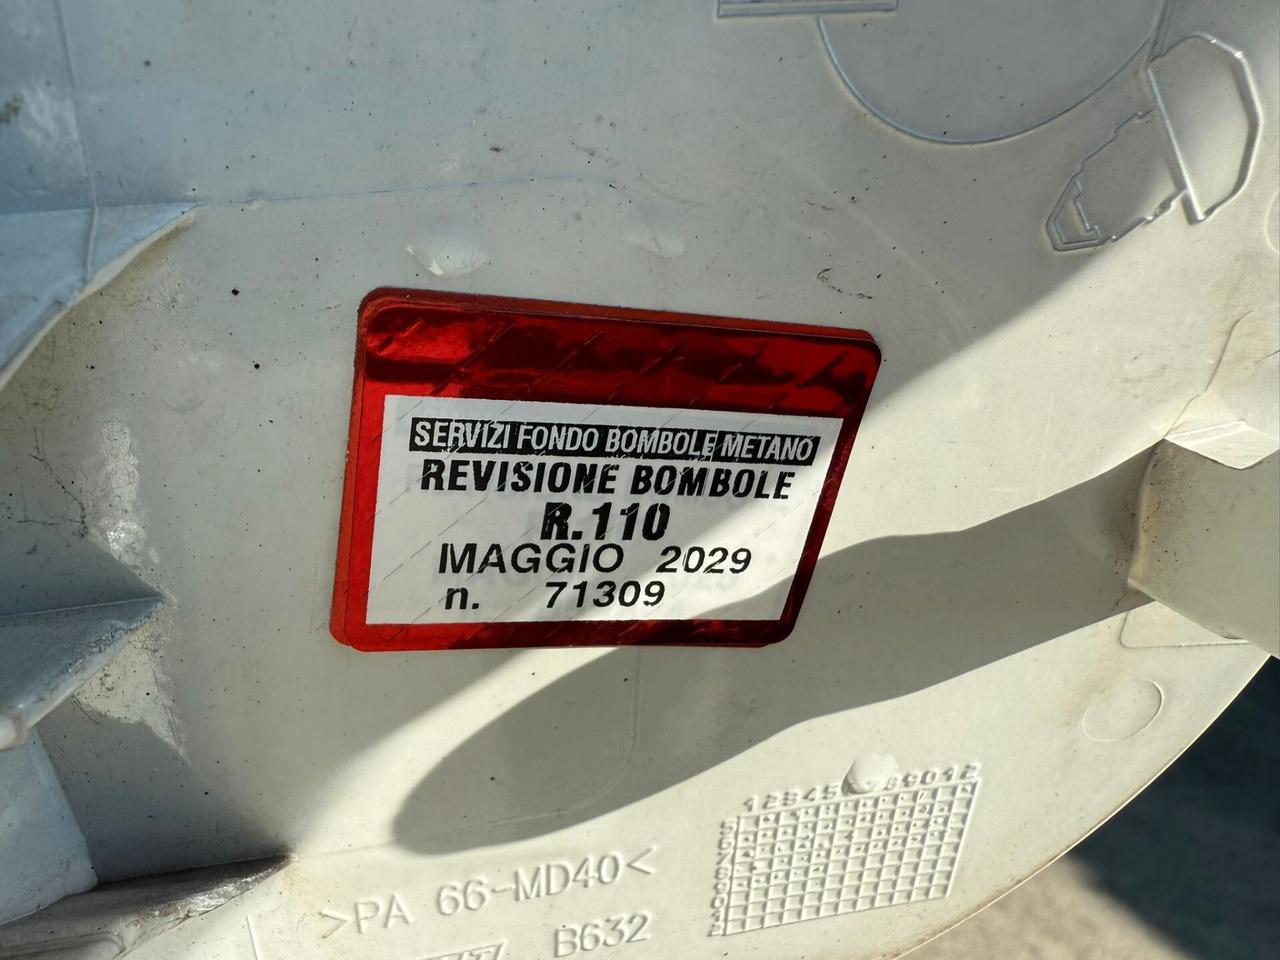 SERVIZI FONDO BOMBOLE METANO
REVISIONE BOMBOLE
R.110
MAGGIO 2029
n. 71309
>PA 66-MD40<
B632